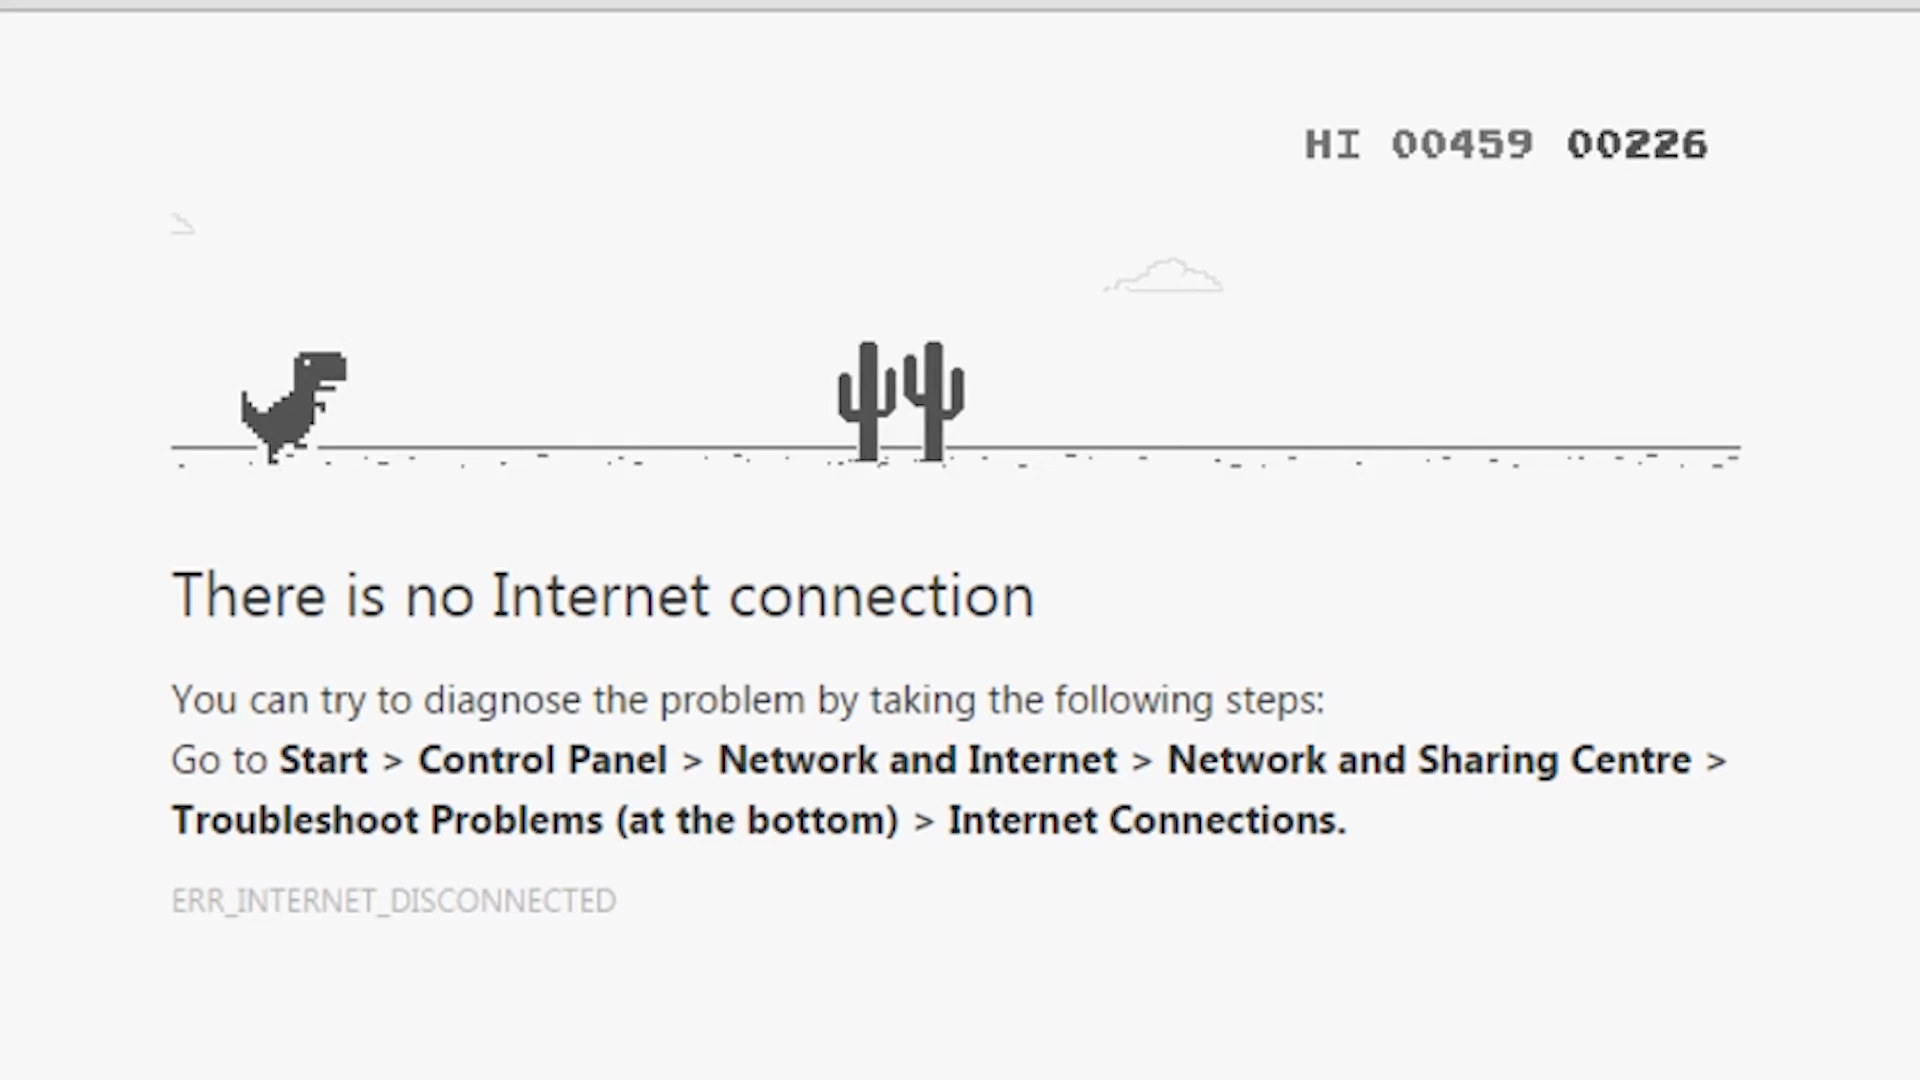 HI 00459 00226
There is no Internet connection
You can try to diagnose the problem by taking the following steps:
Go to Start > Control Panel > Network and Internet > Network and Sharing Centre >
Troubleshoot Problems (at the bottom) > Internet Connections.
ERR_INTERNET_DISCONNECTED